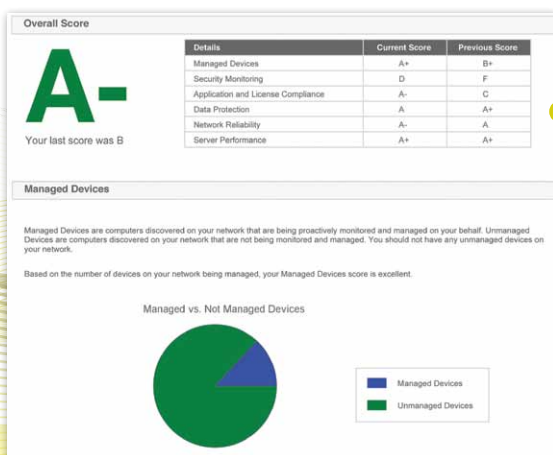 Overall Score
A-
Your last score was B
Details Current Score Previous Score
Managed Devices A+ B+
Security Monitoring D F
Application and License Compliance A- C
Data Protection A A+
Network Reliability A- A
Server Performance A+ A+
Managed Devices
Managed Devices are computers discovered on your network that are being proactively monitored and managed on your behalf. Unmanaged
Devices are computers discovered on your network that are not being monitored and managed. You should not have any unmanaged devices on
your network.
Based on the number of devices on your network being managed, your Managed Devices score is excellent.
Managed vs. Not Managed Devices
Managed Devices
Unmanaged Devices